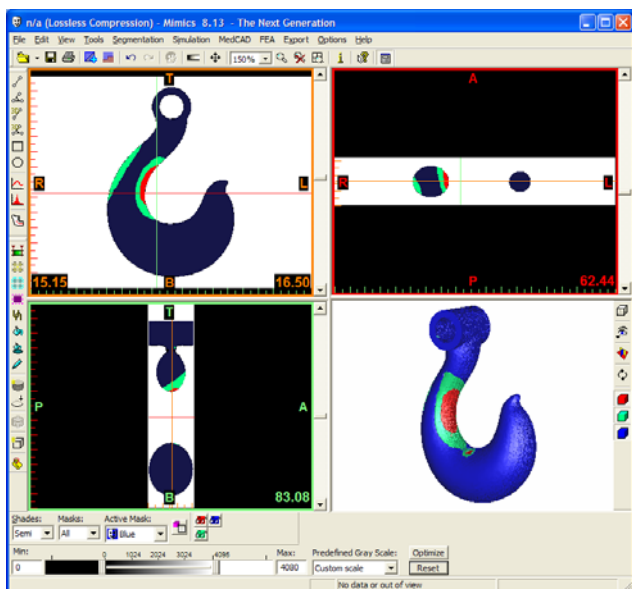 n/a (Lossless Compression) - Mimics 8.13 - The Next Generation
File Edit View Tools Segmentation Simulation MedCAD FEA Export Options Help
150%
T
R
L
B
15.15
16.50
A
R
L
P
62.44
T
P
A
B
83.08
Shades: Masks: Active Mask:
Semi All Blue
Min: 0 1024 2024 3024 4095 Max: Predefined Gray Scale: Optimize
0 4080 Custom scale Reset
No data or out of view